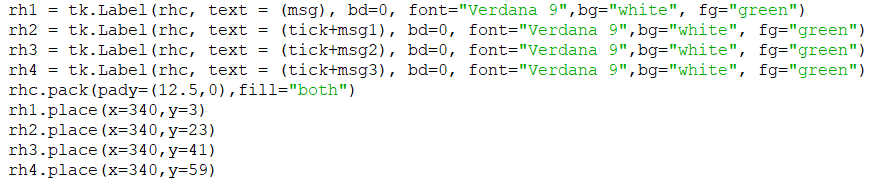 rh1 = tk.Label(rhc, text = (msg), bd=0, font="Verdana 9",bg="white", fg="green")
rh2 = tk.Label(rhc, text = (tick+msg1), bd=0, font="Verdana 9",bg="white", fg="green")
rh3 = tk.Label(rhc, text = (tick+msg2), bd=0, font="Verdana 9",bg="white", fg="green")
rh4 = tk.Label(rhc, text = (tick+msg3), bd=0, font="Verdana 9",bg="white", fg="green")
rhc.pack(pady=(12.5,0),fill="both")
rh1.place(x=340,y=3)
rh2.place(x=340,y=23)
rh3.place(x=340,y=41)
rh4.place(x=340,y=59)